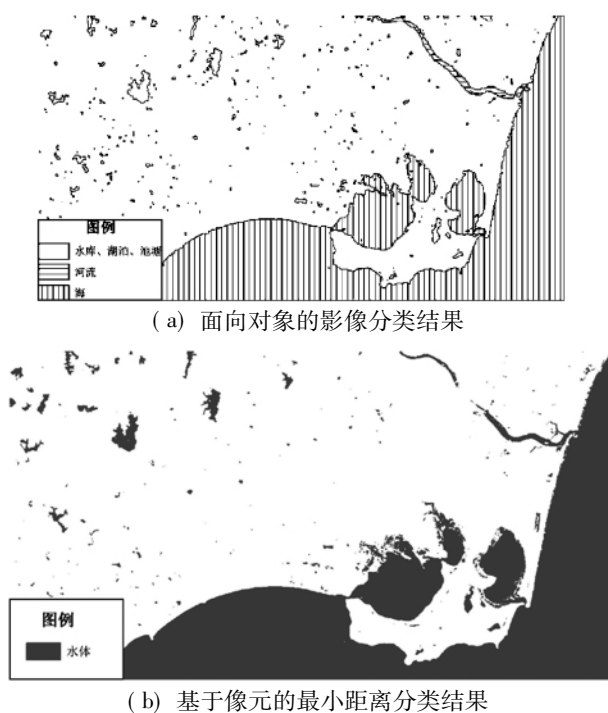 图例
水库、湖泊、池塘
河流
海
( a) 面向对象的影像分类结果
图例
水体
( b) 基于像元的最小距离分类结果